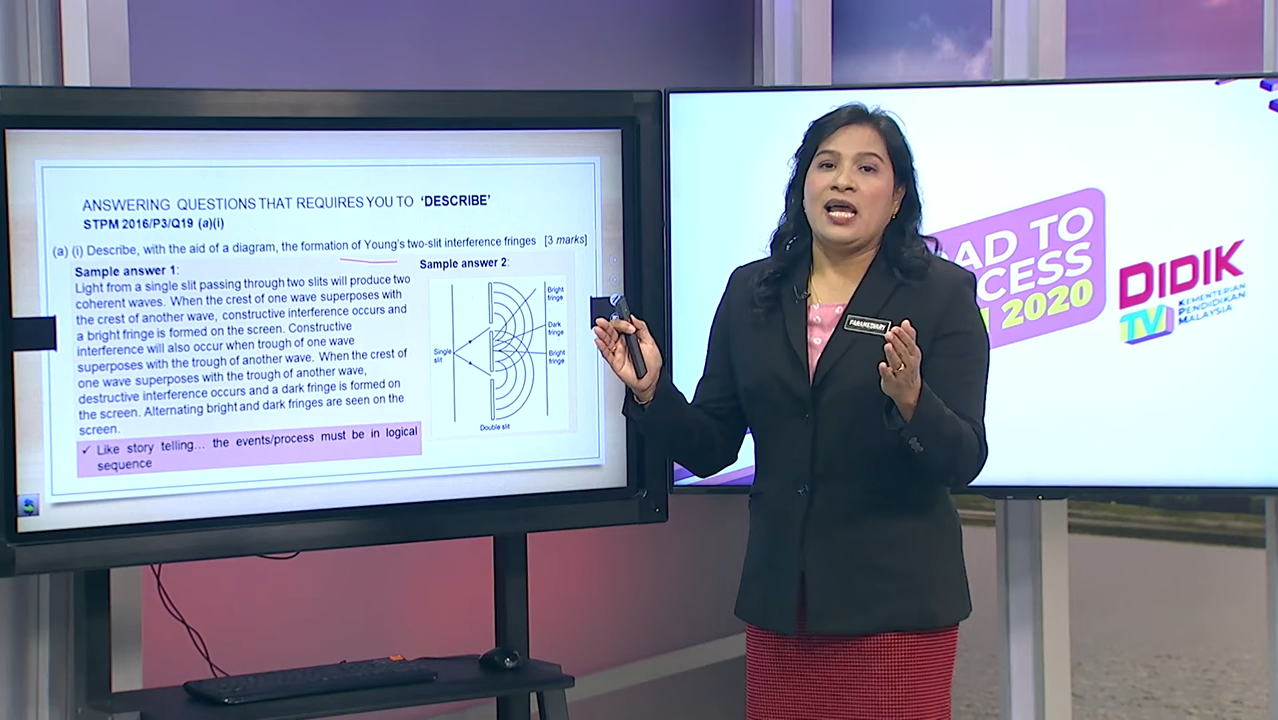 ANSWERING QUESTIONS THAT REQUIRES YOU TO 'DESCRIBE'
STPM 2016/P3/Q19 (a)(i)
(a) (i) Describe, with the aid of a diagram, the formation of Young's two-slit interference fringes [3 marks]
Sample answer 1:
Light from a single slit passing through two slits will produce two
coherent waves. When the crest of one wave superposes with
the crest of another wave, constructive interference occurs and
a bright fringe is formed on the screen. Constructive
interference will also occur when trough of one wave
superposes with the trough of another wave. When the crest of
one wave superposes with the trough of another wave,
destructive interference occurs and a dark fringe is formed on
the screen. Alternating bright and dark fringes are seen on the
screen.
✓ Like story telling… the events/process must be in logical
sequence
Sample answer 2:
Bright
fringe
Dark
fringe
Bright
fringe
Single
slit
Double slit
AD TO
CESS
2020
DIDIK
TV
KEMENTERIAN
PENDIDIKAN
MALAYSIA
PARAMESVARY